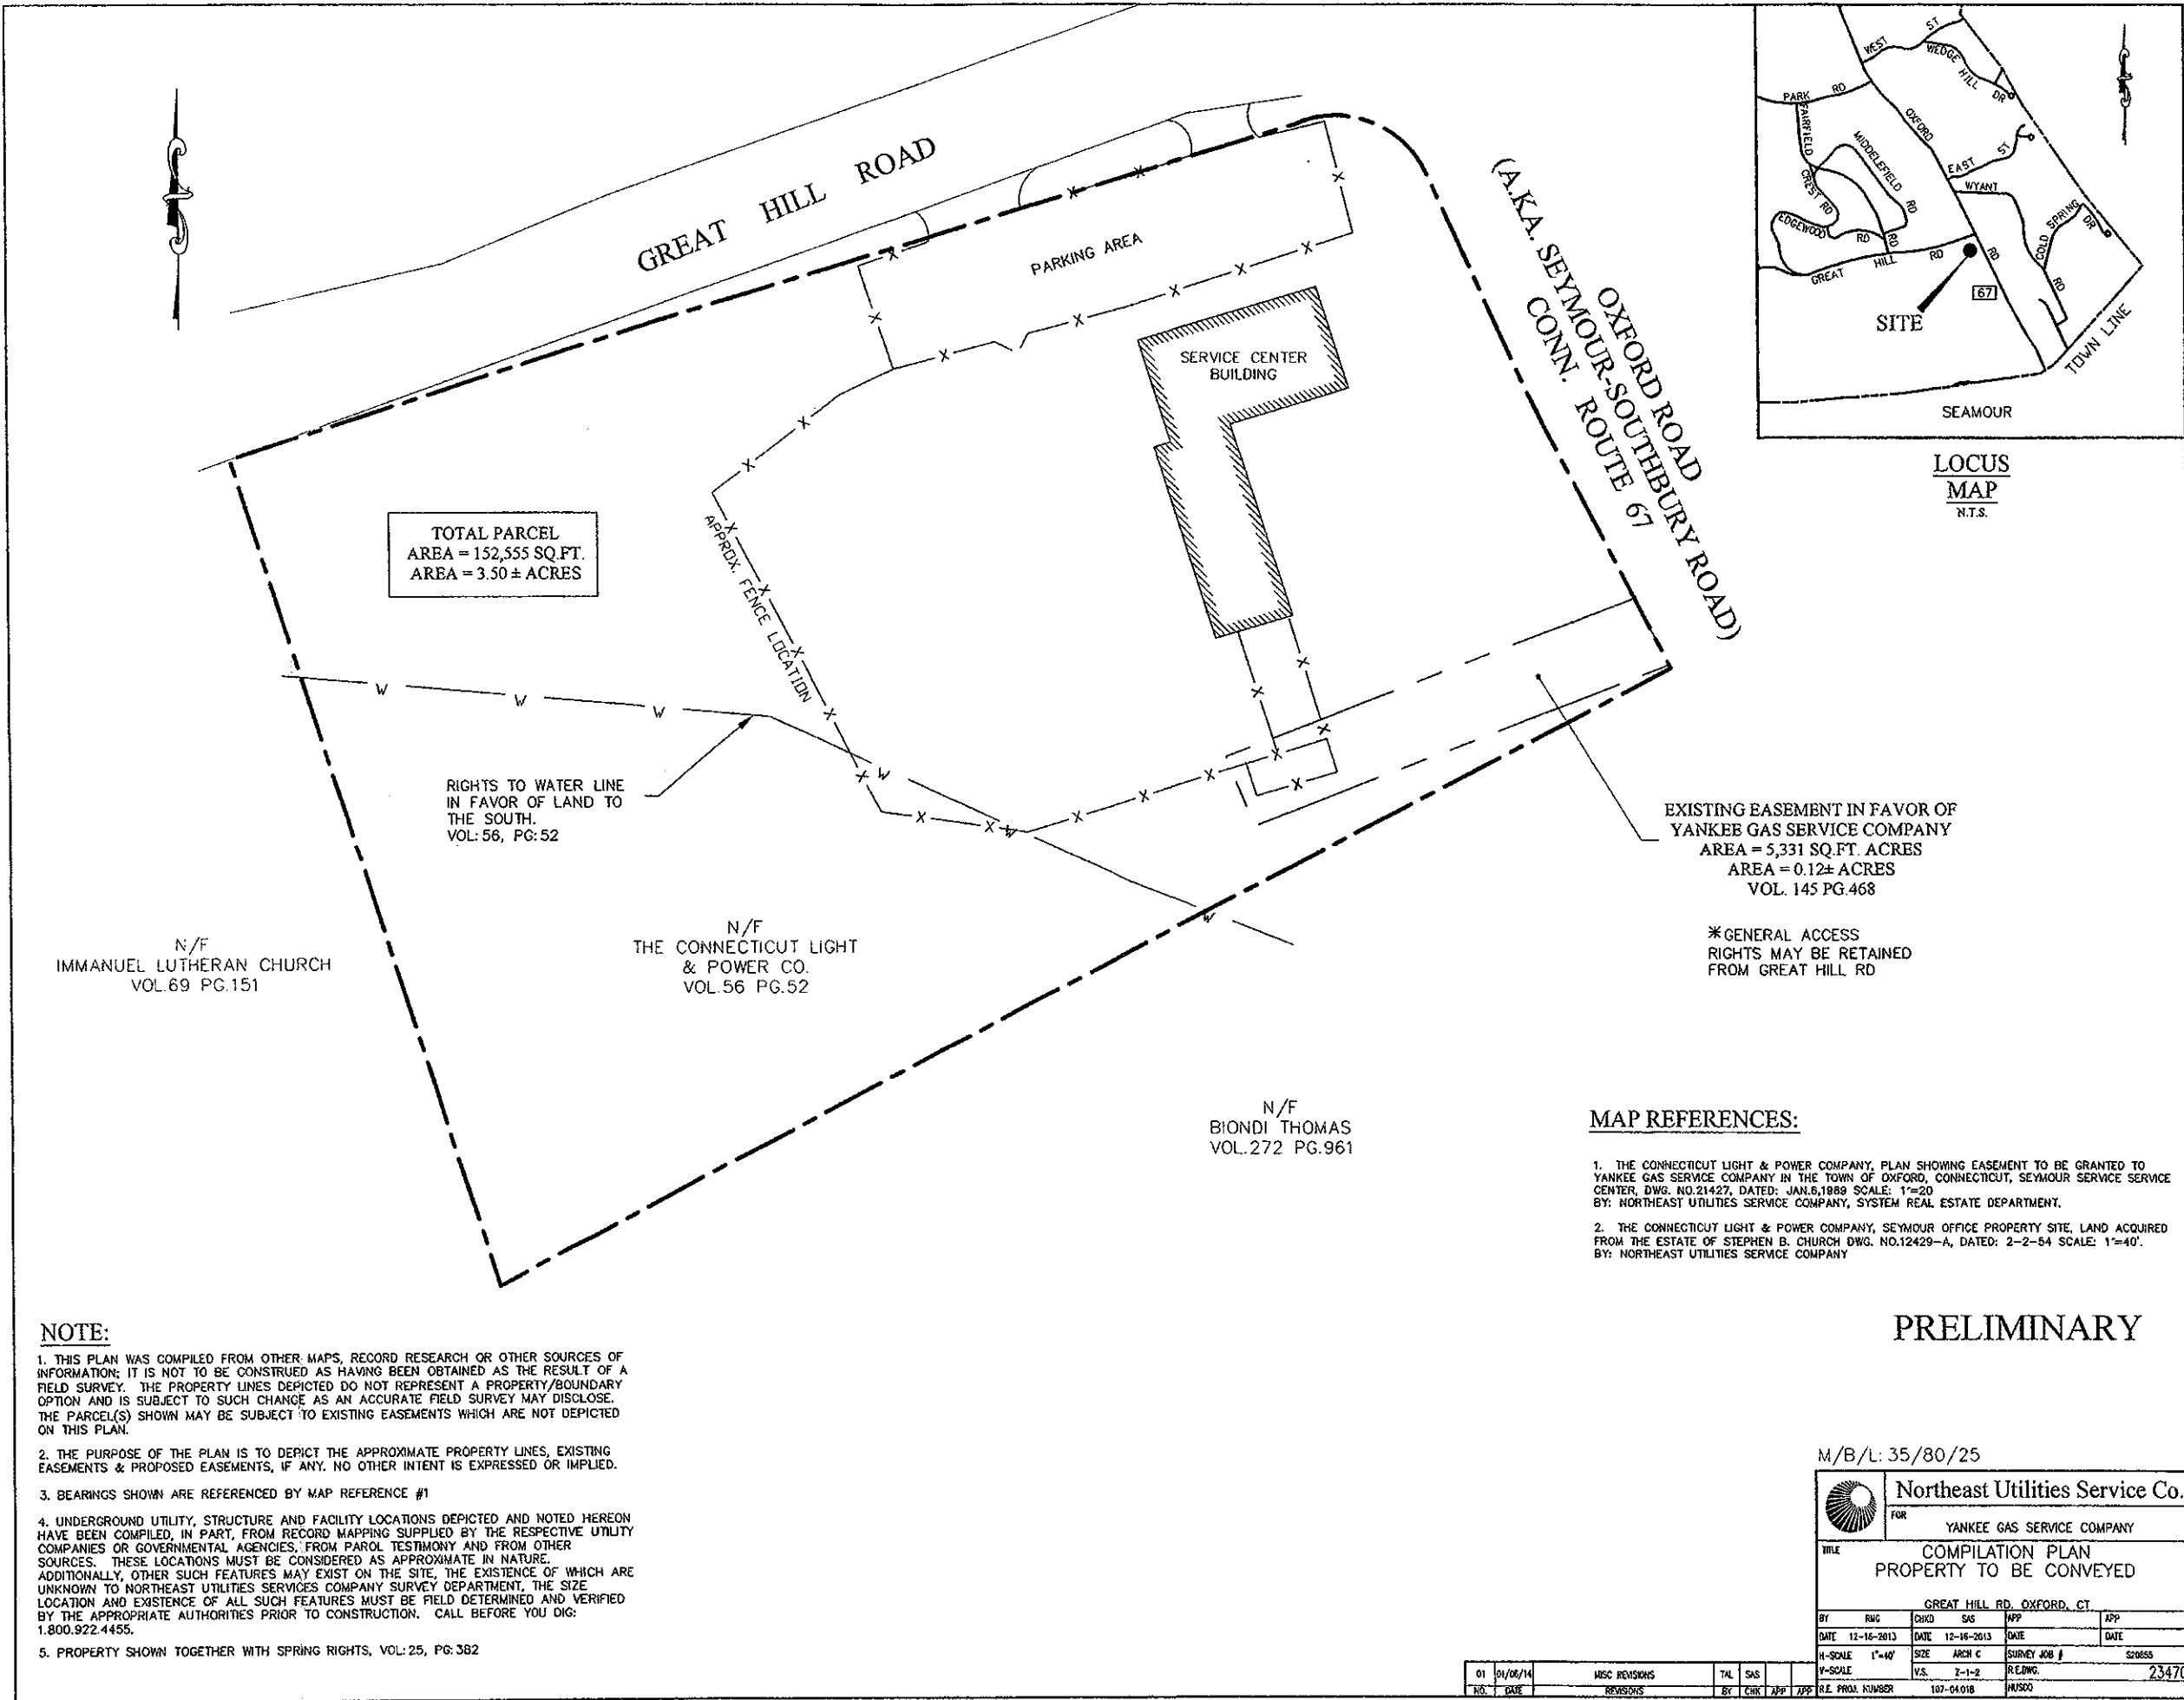 GREAT HILL ROAD
PARKING AREA
SERVICE CENTER
BUILDING
OXFORD ROAD
(A.KA. SEYMOUR-SOUTHBURY ROAD)
CONN. ROUTE 67
TOTAL PARCEL
AREA = 152,555 SQ.FT.
AREA = 3.50 ± ACRES
APPROX. FENCE LOCATION
X X X X X X X X X X X X X X X X X X X X X X X X X X X X X
W W W W W W
RIGHTS TO WATER LINE
IN FAVOR OF LAND TO
THE SOUTH.
VOL: 56, PG: 52
N/F
IMMANUEL LUTHERAN CHURCH
VOL.69 PG.151
N/F
THE CONNECTICUT LIGHT
& POWER CO.
VOL.56 PG.52
N/F
BIONDI THOMAS
VOL.272 PG.961
EXISTING EASEMENT IN FAVOR OF
YANKEE GAS SERVICE COMPANY
AREA = 5,331 SQ.FT. ACRES
AREA = 0.12± ACRES
VOL. 145 PG.468
*GENERAL ACCESS
RIGHTS MAY BE RETAINED
FROM GREAT HILL RD
WEST ST
WEDGE HILL DR
PARK RD
FAIRFIELD
CREST RD
OXFORD RD
MIDDLEFIELD RD
EAST ST
WYANT
COLD SPRING DR
RD
EDGEWOOD RD
RD
GREAT HILL RD
67
SITE
TOWN LINE
SEAMOUR
LOCUS
MAP
N.T.S.
MAP REFERENCES:
1. THE CONNECTICUT LIGHT & POWER COMPANY, PLAN SHOWING EASEMENT TO BE GRANTED TO
YANKEE GAS SERVICE COMPANY IN THE TOWN OF OXFORD, CONNECTICUT, SEYMOUR SERVICE SERVICE
CENTER, DWG. NO.21427, DATED: JAN.6,1989 SCALE: 1"=20
BY: NORTHEAST UTILITIES SERVICE COMPANY, SYSTEM REAL ESTATE DEPARTMENT.
2. THE CONNECTICUT LIGHT & POWER COMPANY, SEYMOUR OFFICE PROPERTY SITE, LAND ACQUIRED
FROM THE ESTATE OF STEPHEN B. CHURCH DWG. NO.12429-A, DATED: 2-2-54 SCALE: 1"=40'.
BY: NORTHEAST UTILITIES SERVICE COMPANY
PRELIMINARY
NOTE:
1. THIS PLAN WAS COMPILED FROM OTHER MAPS, RECORD RESEARCH OR OTHER SOURCES OF
INFORMATION; IT IS NOT TO BE CONSTRUED AS HAVING BEEN OBTAINED AS THE RESULT OF A
FIELD SURVEY. THE PROPERTY LINES DEPICTED DO NOT REPRESENT A PROPERTY/BOUNDARY
OPTION AND IS SUBJECT TO SUCH CHANGE AS AN ACCURATE FIELD SURVEY MAY DISCLOSE.
THE PARCEL(S) SHOWN MAY BE SUBJECT TO EXISTING EASEMENTS WHICH ARE NOT DEPICTED
ON THIS PLAN.
2. THE PURPOSE OF THE PLAN IS TO DEPICT THE APPROXIMATE PROPERTY LINES, EXISTING
EASEMENTS & PROPOSED EASEMENTS, IF ANY. NO OTHER INTENT IS EXPRESSED OR IMPLIED.
3. BEARINGS SHOWN ARE REFERENCED BY MAP REFERENCE #1
4. UNDERGROUND UTILITY, STRUCTURE AND FACILITY LOCATIONS DEPICTED AND NOTED HEREON
HAVE BEEN COMPILED, IN PART, FROM RECORD MAPPING SUPPLIED BY THE RESPECTIVE UTILITY
COMPANIES OR GOVERNMENTAL AGENCIES, FROM PAROL TESTIMONY AND FROM OTHER
SOURCES. THESE LOCATIONS MUST BE CONSIDERED AS APPROXIMATE IN NATURE.
ADDITIONALLY, OTHER SUCH FEATURES MAY EXIST ON THE SITE, THE EXISTENCE OF WHICH ARE
UNKNOWN TO NORTHEAST UTILITIES SERVICES COMPANY SURVEY DEPARTMENT, THE SIZE
LOCATION AND EXISTENCE OF ALL SUCH FEATURES MUST BE FIELD DETERMINED AND VERIFIED
BY THE APPROPRIATE AUTHORITIES PRIOR TO CONSTRUCTION. CALL BEFORE YOU DIG:
1.800.922.4455.
5. PROPERTY SHOWN TOGETHER WITH SPRING RIGHTS, VOL: 25, PG: 382
M/B/L: 35/80/25
Northeast Utilities Service Co.
FOR
YANKEE GAS SERVICE COMPANY
TITLE
COMPILATION PLAN
PROPERTY TO BE CONVEYED
GREAT HILL RD. OXFORD, CT
BY RMG CHKD SAS APP APP
DATE 12-16-2013 DATE 12-16-2013 DATE DATE
H-SCALE 1"=40' SIZE ARCH C SURVEY JOB #
V-SCALE V.S. 2-1-2 R.E.DWG. 23470
R.E. PROJ. NUMBER 107-04.018 NUSCO
01 01/06/14 MISC REVISIONS TAL SAS
NO. DATE REVISIONS BY CHK APP APP